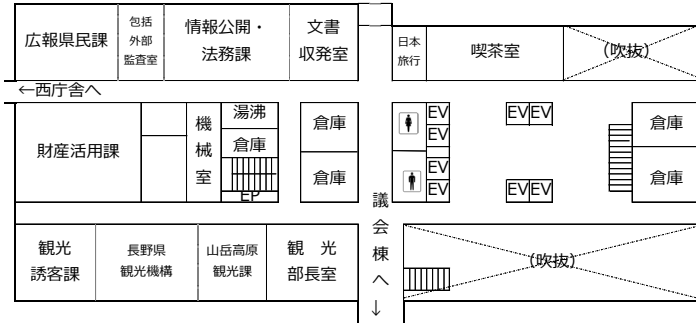 広報県民課
包括
外部
監査室
情報公開・
法務課
文書
収発室
日本
旅行
喫茶室
(吹抜)
←西庁舎へ
財産活用課
機
械
室
湯沸
倉庫
EP
倉庫
倉庫
EV
EV
EV
EV
EV EV
EV EV
倉庫
倉庫
議
会
棟
へ
↓
観光
誘客課
長野県
観光機構
山岳高原
観光課
観 光
部長室
(吹抜)